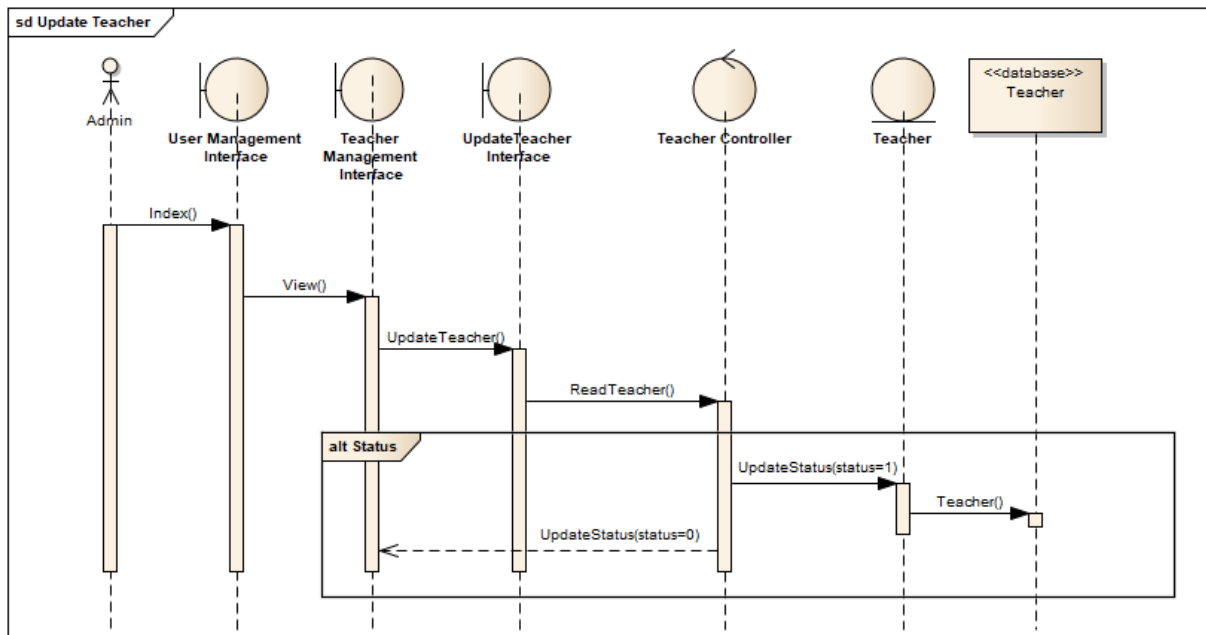 sd Update Teacher
Admin
User Management
Interface
Teacher
Management
Interface
UpdateTeacher
Interface
Teacher Controller
Teacher
<<database>>
Teacher
Index()
View()
UpdateTeacher()
ReadTeacher()
alt Status
UpdateStatus(status=1)
Teacher()
UpdateStatus(status=0)